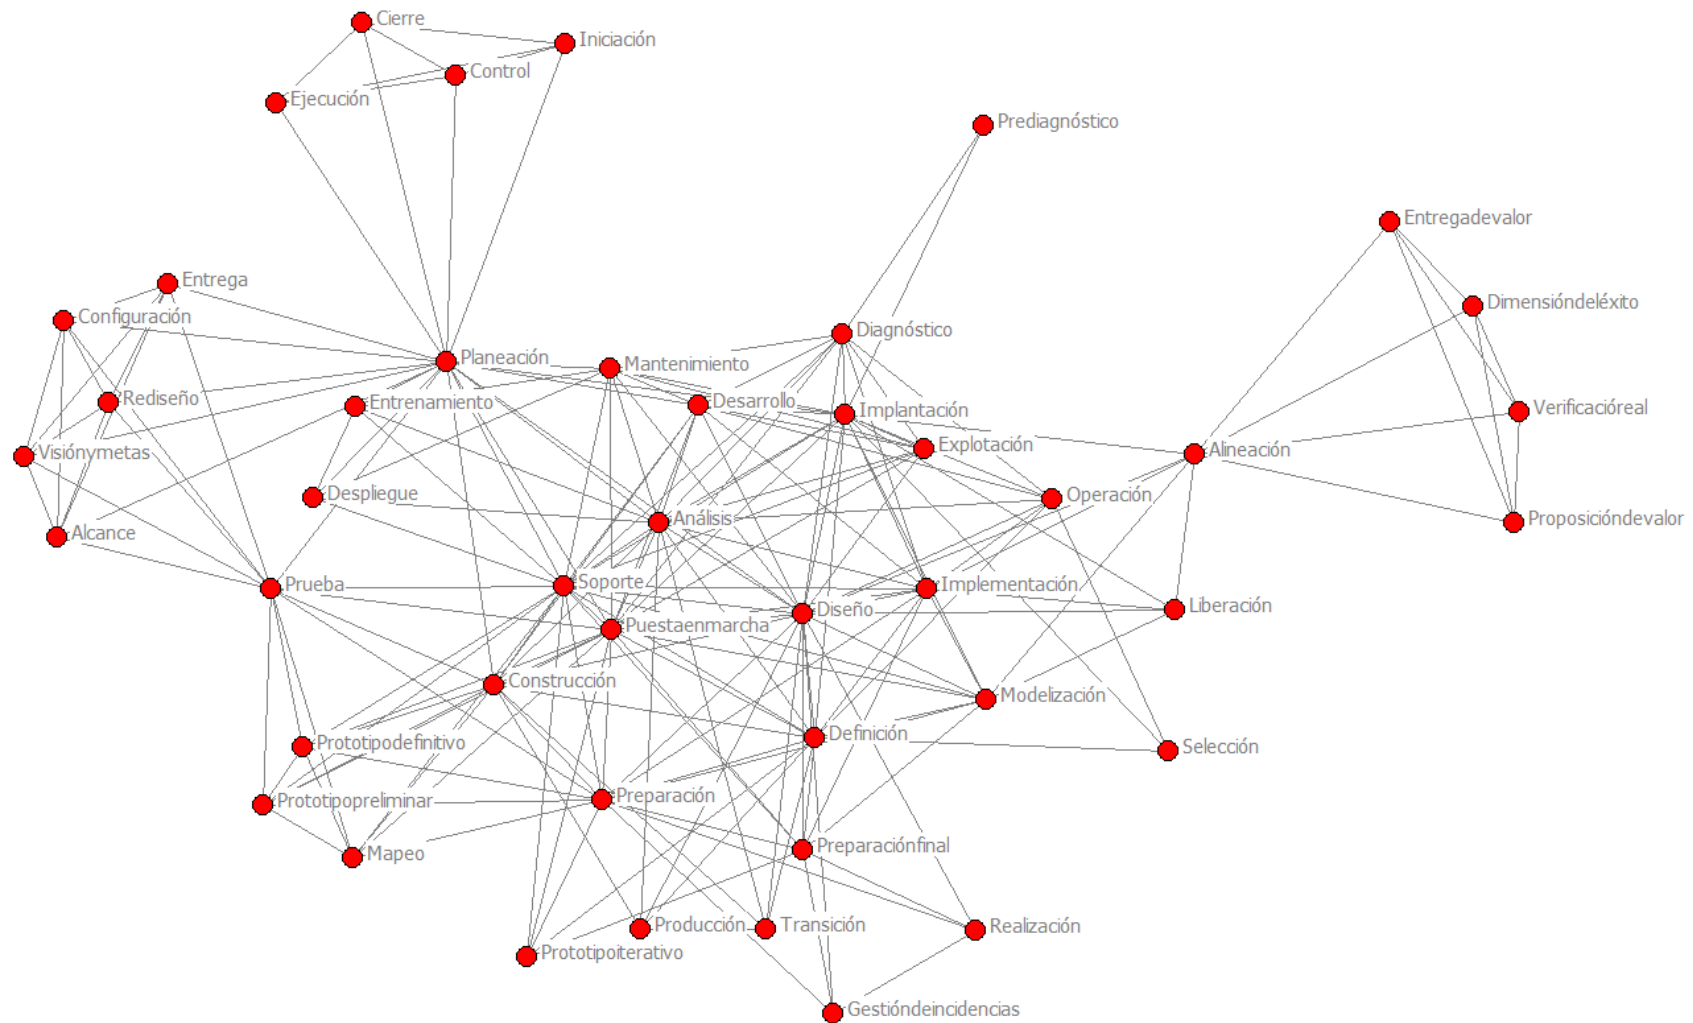 Cierre
Iniciación
Control
Ejecución
Prediagnóstico
Entregadevalor
Entrega
Dimensióndeléxito
Configuración
Diagnóstico
Planeación
Mantenimiento
Rediseño
Entrenamiento
Desarrollo
Implantación
Verificacióreal
Explotación
Alineación
Visiónymetas
Despliegue
Operación
Análisis
Proposicióndevalor
Alcance
Prueba
Soporte
Implementación
Diseño
Liberación
Puestaenmarcha
Construcción
Modelización
Definición
Prototipodefinitivo
Selección
Preparación
Prototipopreliminar
Mapeo
Preparaciónfinal
Producción
Transición
Realización
Prototipoiterativo
Gestióndeincidencias